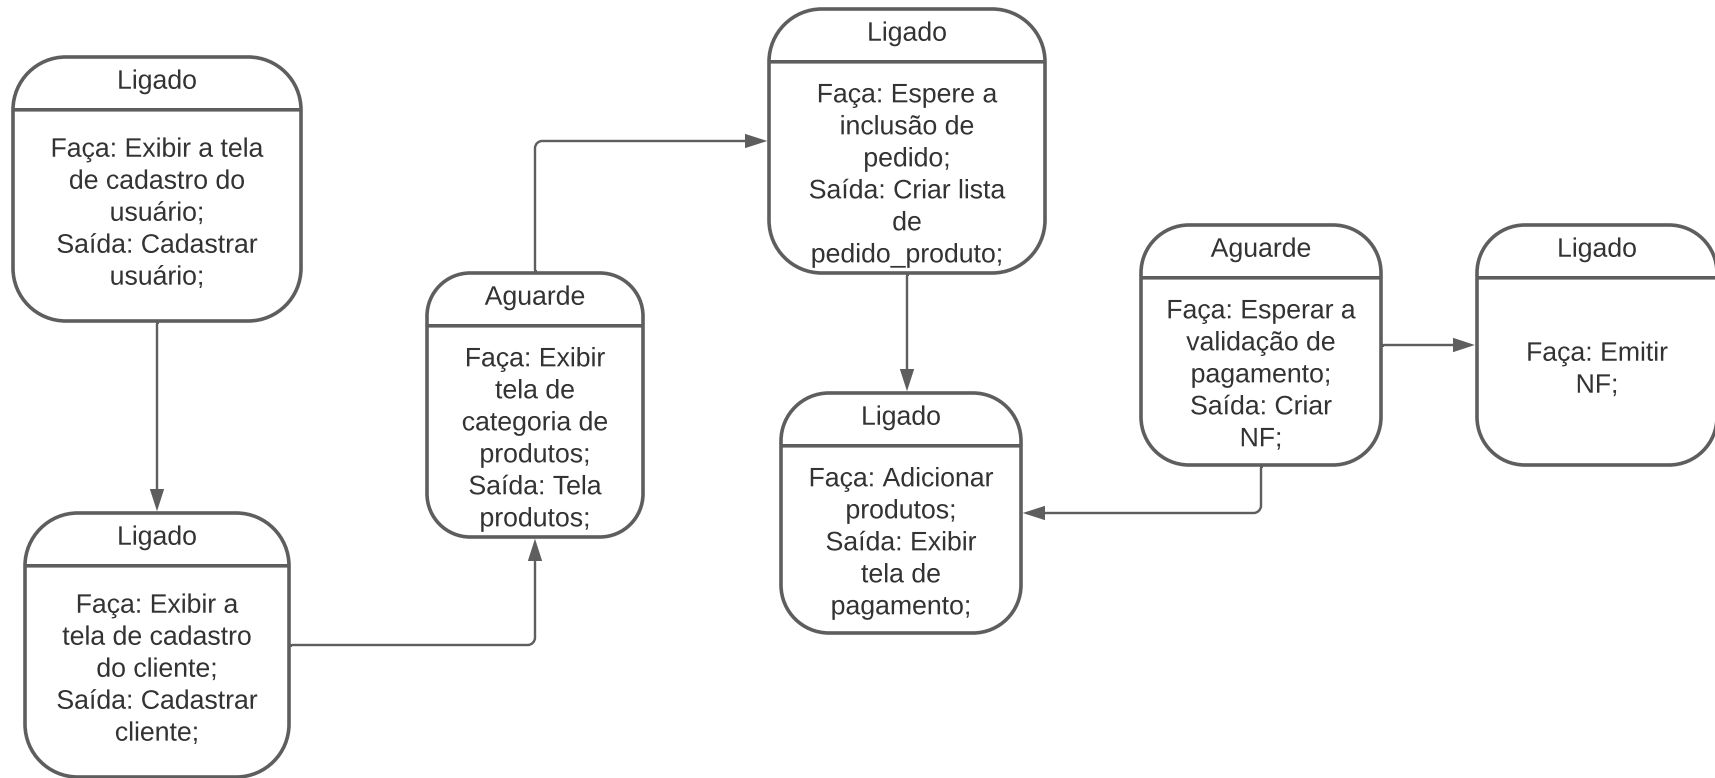 Ligado
Faça: Exibir a tela
de cadastro do
usuário;
Saída: Cadastrar
usuário;
Ligado
Faça: Exibir a
tela de cadastro
do cliente;
Saída: Cadastrar
cliente;
Aguarde
Faça: Exibir
tela de
categoria de
produtos;
Saída: Tela
produtos;
Ligado
Faça: Espere a
inclusão de
pedido;
Saída: Criar lista
de
pedido_produto;
Ligado
Faça: Adicionar
produtos;
Saída: Exibir
tela de
pagamento;
Aguarde
Faça: Esperar a
validação de
pagamento;
Saída: Criar
NF;
Ligado
Faça: Emitir
NF;